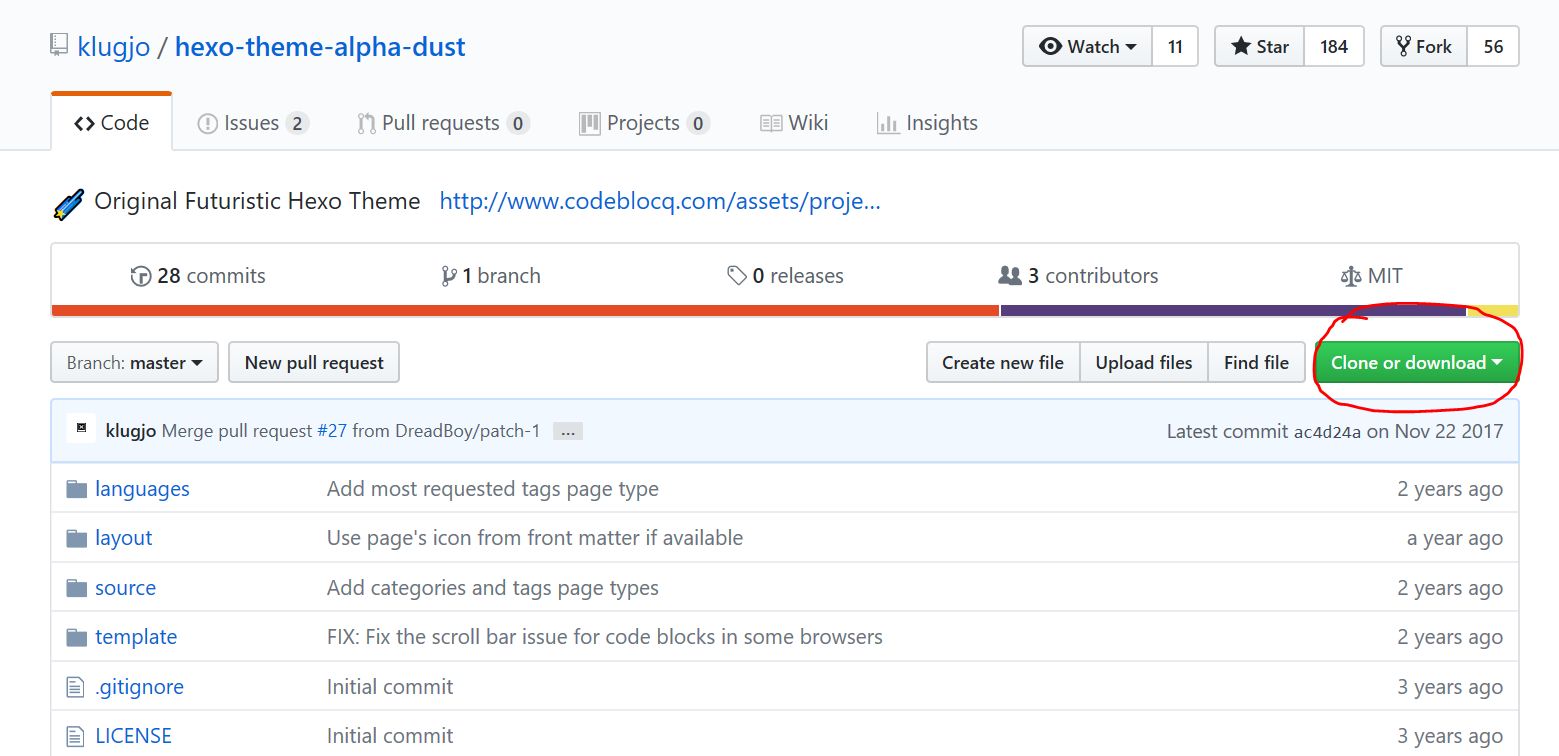 klugjo / hexo-theme-alpha-dust
Watch 11 Star 184 Fork 56
Code Issues 2 Pull requests 0 Projects 0 Wiki Insights
Original Futuristic Hexo Theme http://www.codeblocq.com/assets/proje...
28 commits 1 branch 0 releases 3 contributors MIT
Branch: master New pull request Create new file Upload files Find file Clone or download
klugjo Merge pull request #27 from DreadBoy/patch-1 ... Latest commit ac4d24a on Nov 22 2017
languages Add most requested tags page type 2 years ago
layout Use page's icon from front matter if available a year ago
source Add categories and tags page types 2 years ago
template FIX: Fix the scroll bar issue for code blocks in some browsers 2 years ago
.gitignore Initial commit 3 years ago
LICENSE Initial commit 3 years ago